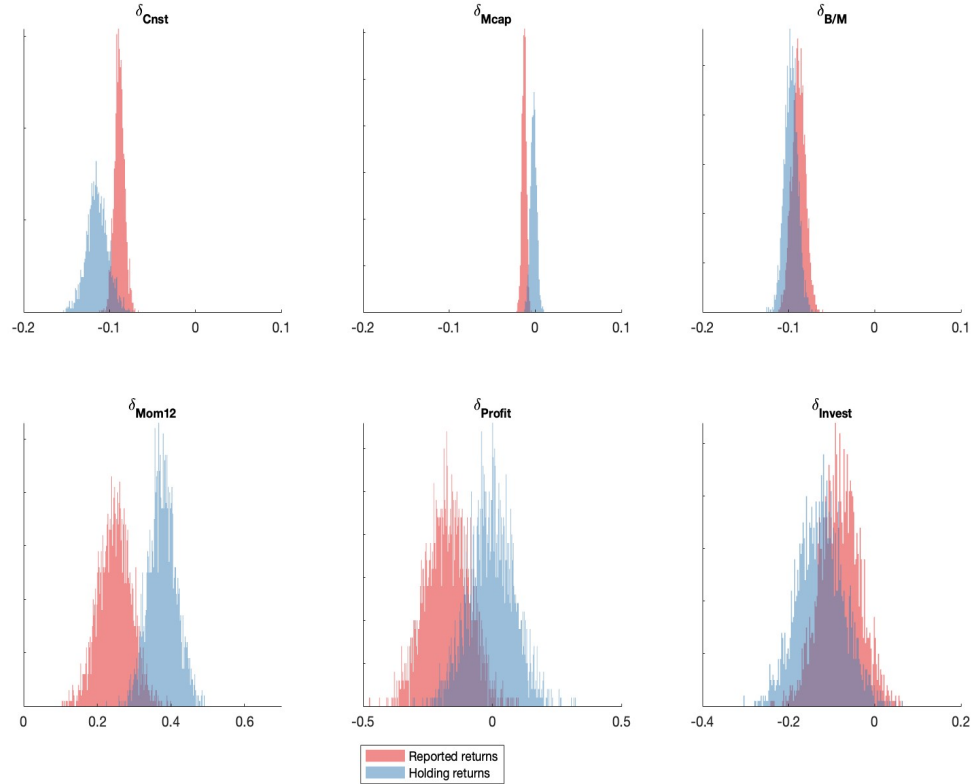 δCnst
δMcap
δB/M
-0.2 -0.1 0 0.1
-0.2 -0.1 0 0.1
-0.2 -0.1 0 0.1
δMom12
δProfit
δInvest
0 0.2 0.4 0.6
-0.5 0 0.5
-0.4 -0.2 0 0.2
Reported returns
Holding returns